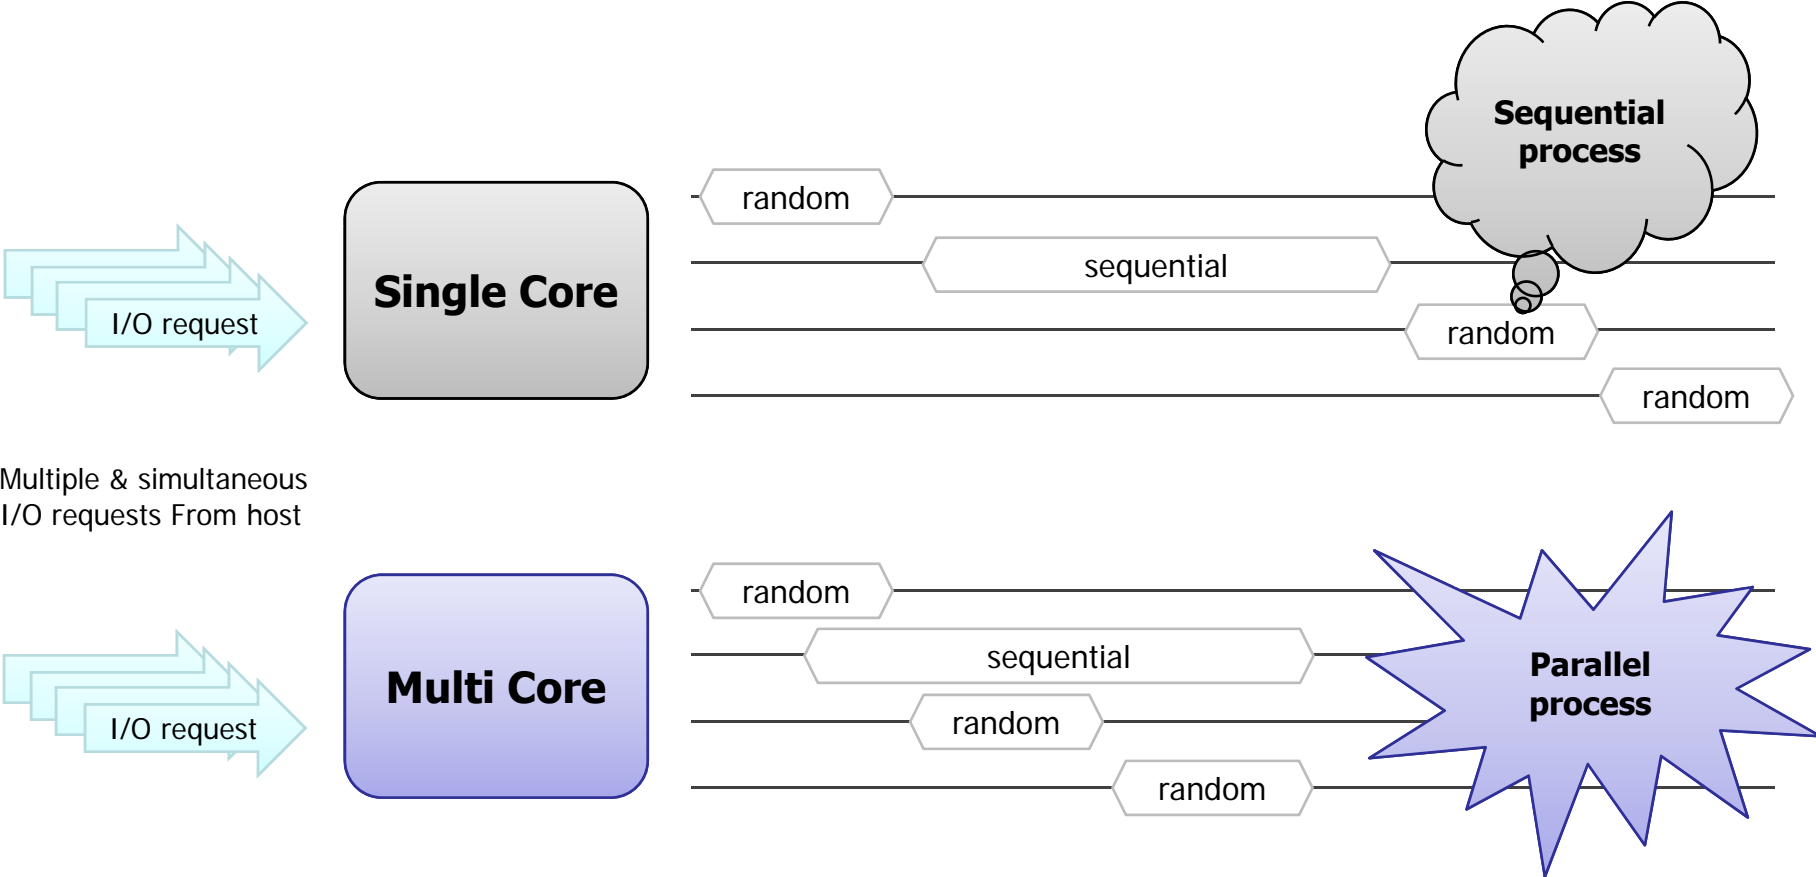 Sequential
process
random
sequential
Single Core
I/O request
random
random
Multiple & simultaneous
I/O requests From host
random
sequential
Parallel
process
Multi Core
random
I/O request
random